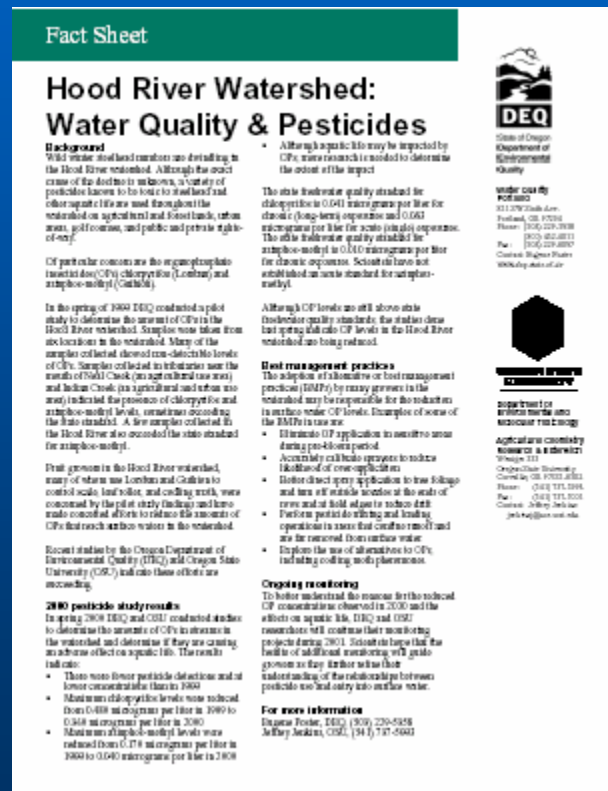 Fact Sheet
Hood River Watershed:
Water Quality & Pesticides
Background
Wild winter steelhead numbers are dwindling in
the Hood River watershed. Although the exact
cause of the decline is unknown, a variety of
pesticides known to be toxic to steelhead and
other aquatic life are used throughout the
watershed on agricultural and forest lands, urban
areas, golf courses, and public and private right-
of-way.
Of particular concern are the organophosphate
insecticides (OPs) chlorpyrifos (Lorsban) and
azinphos-methyl (Guthion).
In the spring of 1999 DEQ conducted a pilot
study to determine the amount of OPs in the
Hood River watershed. Samples were taken from
six locations in the watershed. Many of the
samples collected showed non-detectable levels
of OPs. Samples collected in tributaries near the
mouth of Neal Creek (an agricultural use area)
and Indian Creek (an agricultural and urban use
area) indicated the presence of chlorpyrifos and
azinphos-methyl levels, sometimes exceeding
the state standard. A few samples collected in
the Hood River also exceeded the state standard
for azinphos-methyl.
Fruit growers in the Hood River watershed,
many of whom use Lorsban and Guthion to
control scale, leaf roller, and codling moth, were
concerned by the pilot study findings and have
made concerted efforts to reduce the amounts of
OPs that reach surface waters in the watershed.
Recent studies by the Oregon Department of
Environmental Quality (DEQ) and Oregon State
University (OSU) indicate these efforts are
succeeding.
2000 pesticide study results
In spring 2000 DEQ and OSU conducted studies
to determine the amounts of OPs in streams in
the watershed and determine if they are causing
an adverse effect on aquatic life. The results
indicate:
• There were fewer pesticide detections and at
lower concentrations than in 1999
• Maximum chlorpyrifos levels were reduced
from micrograms per liter in 1999 to
micrograms per liter in 2000
• Maximum azinphos-methyl levels were
reduced from micrograms per liter in
1999 to micrograms per liter in 2000
• Although aquatic life may be impacted by
OPs, more research is needed to determine
the extent of the impact
The state freshwater quality standard for
chlorpyrifos is 0.041 micrograms per liter for
chronic (long-term) exposures and 0.083
micrograms per liter for acute (single) exposures.
The state freshwater quality standard for
azinphos-methyl is 0.010 micrograms per liter
for chronic exposures. Scientists have not
established an acute standard for azinphos-
methyl.
Although OP levels are still above state
freshwater quality standards, the studies done
last spring indicate OP levels in the Hood River
watershed are being reduced.
Best management practices
The adoption of alternative or best management
practices (BMPs) by many growers in the
watershed may be responsible for the reduction
in surface water OP levels. Examples of some of
the BMPs in use are:
• Eliminate OP application in sensitive areas
during pre-bloom period
• Accurately calibrate sprayers to reduce
likelihood of over-application
• Better direct spray application to tree foliage
and turn off outside nozzles at the ends of
rows and at field edges to reduce drift
• Perform pesticide mixing and loading
operations in areas that confine runoff and
are far removed from surface water
• Explore the use of alternatives to OPs,
including codling moth pheromones.
Ongoing monitoring
To better understand the reasons for the reduced
OP concentrations observed in 2000 and the
effects on aquatic life, DEQ and OSU
researchers will continue their monitoring
projects during 2001. Scientists hope that the
benefits of additional monitoring will guide
growers as they further refine their
understanding of the relationships between
pesticide use and entry into surface water.
For more information
Eugene Foster, DEQ, (503) 229-5358
Jeffrey Jenkins, OSU, (541) 737-5993
DEQ
State of Oregon
Department of
Environmental
Quality
Water Quality
Portland
Portland, OR
Phone:
Fax:
Contact: Eugene Foster
Department of
Environmental and
Molecular Toxicology
Agricultural Chemistry
Research & Extension
Oregon State University
Corvallis, OR
Phone:
Fax:
Contact: Jeffrey Jenkins